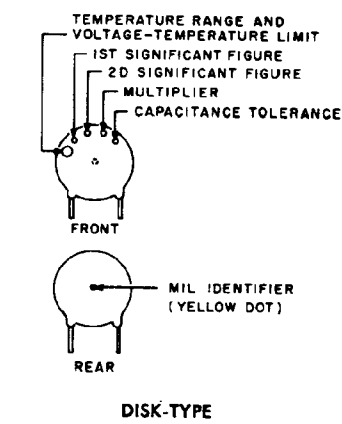 TEMPERATURE RANGE AND
VOLTAGE-TEMPERATURE LIMIT
1ST SIGNIFICANT FIGURE
2D SIGNIFICANT FIGURE
MULTIPLIER
CAPACITANCE TOLERANCE
FRONT
MIL IDENTIFIER
(YELLOW DOT)
REAR
DISK-TYPE